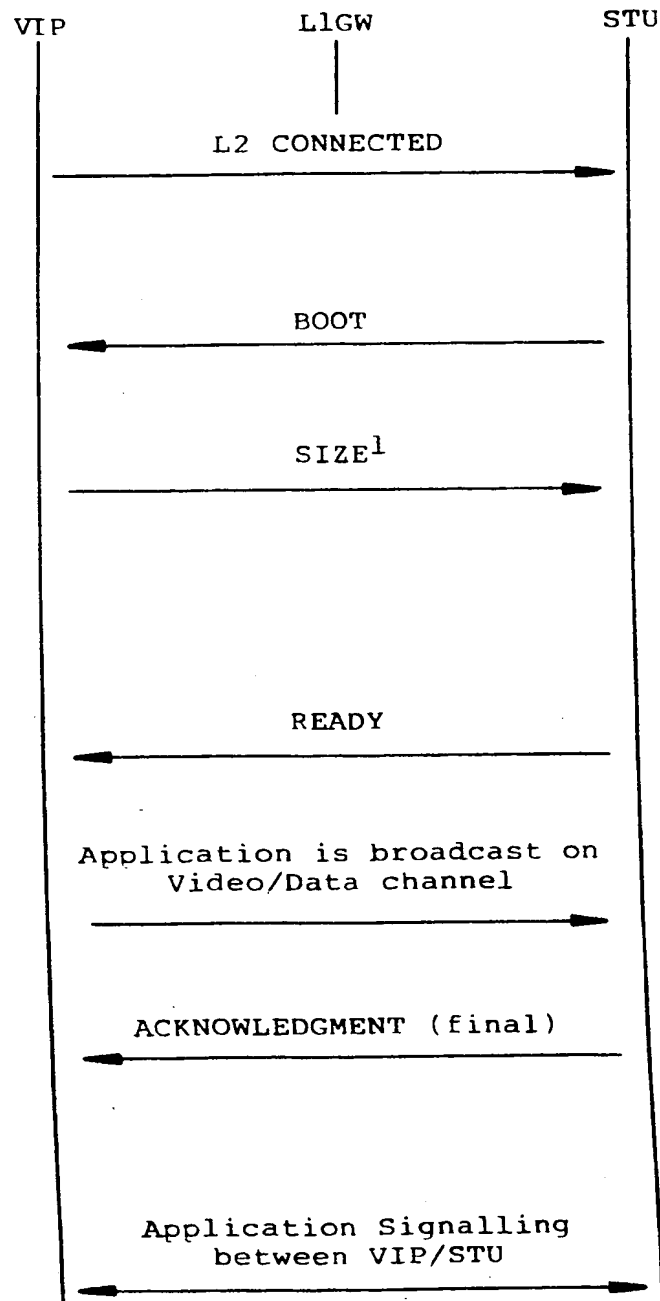 VIP L1GW STU
L2 CONNECTED
BOOT
SIZE¹
READY
Application is broadcast on
Video/Data channel
ACKNOWLEDGMENT (final)
Application Signalling
between VIP/STU